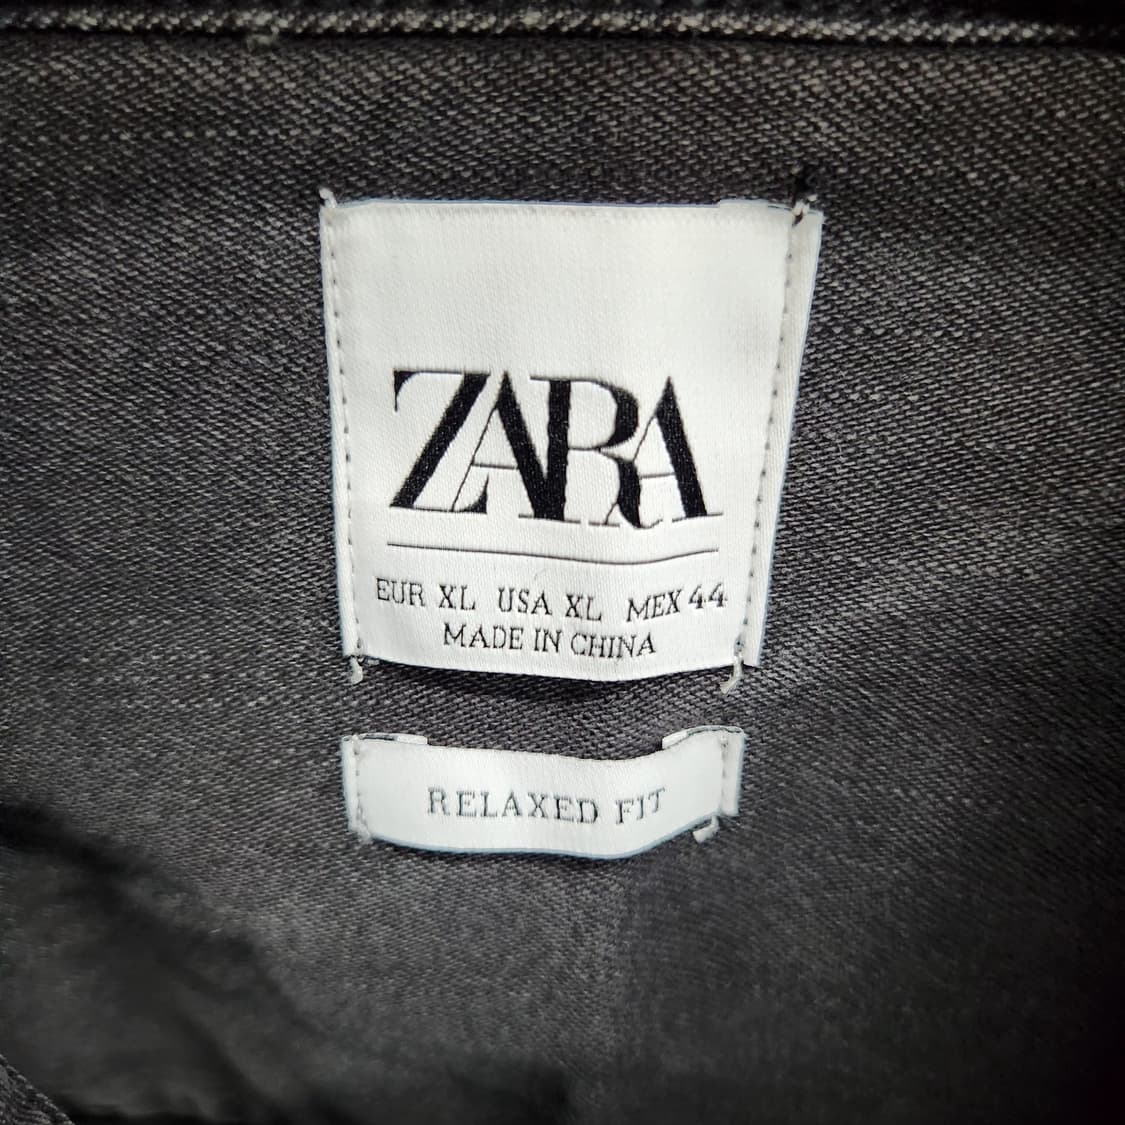 ZARA
EUR XL USA XL MEX 44
MADE IN CHINA
RELAXED FIT